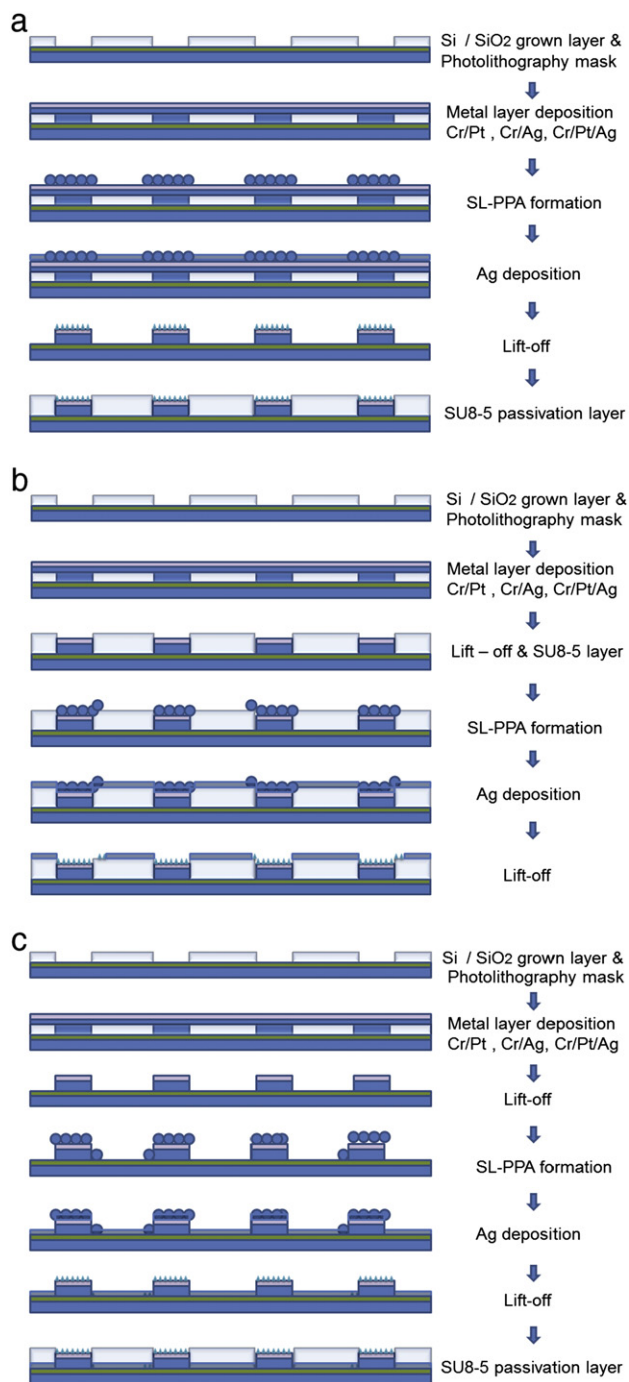 a
Si / SiO2 grown layer &
Photolithography mask
Metal layer deposition
Cr/Pt , Cr/Ag, Cr/Pt/Ag
SL-PPA formation
Ag deposition
Lift-off
SU8-5 passivation layer
b
Si / SiO2 grown layer &
Photolithography mask
Metal layer deposition
Cr/Pt , Cr/Ag, Cr/Pt/Ag
Lift – off & SU8-5 layer
SL-PPA formation
Ag deposition
Lift-off
c
Si / SiO2 grown layer &
Photolithography mask
Metal layer deposition
Cr/Pt , Cr/Ag, Cr/Pt/Ag
Lift-off
SL-PPA formation
Ag deposition
Lift-off
SU8-5 passivation layer